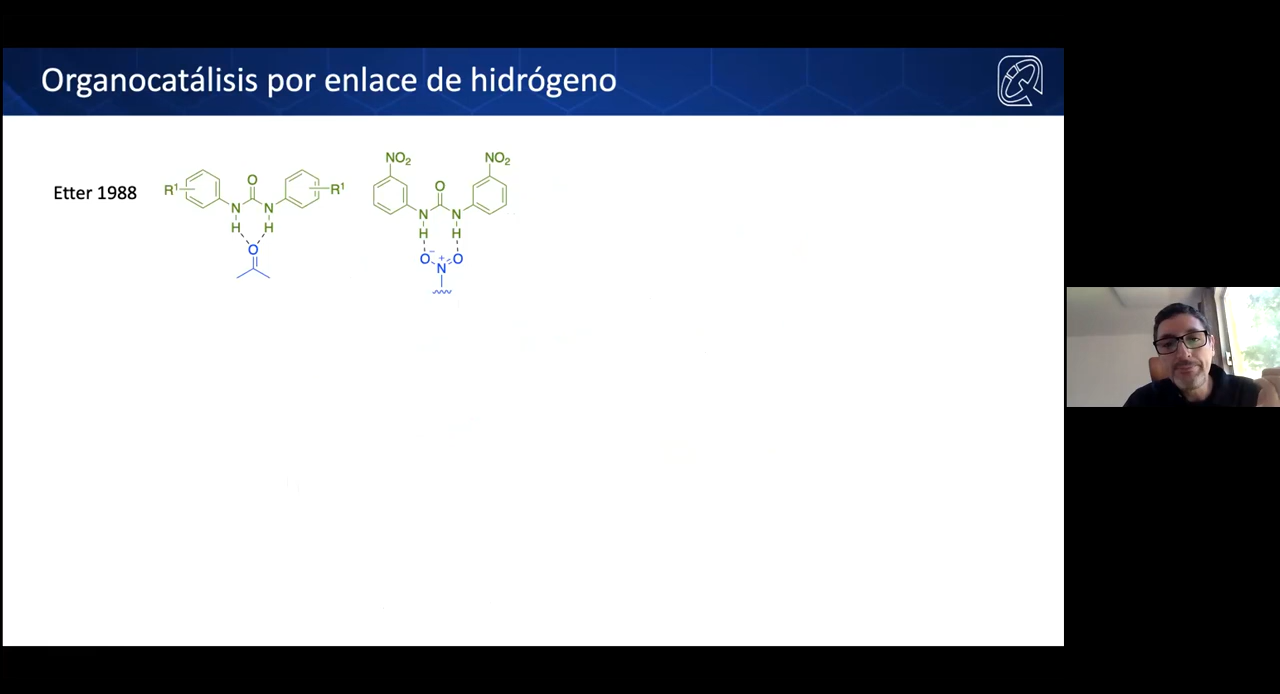 Organocatálisis por enlace de hidrógeno
Etter 1988
R¹ O R¹
N N
H H
O
NO₂ NO₂
O
N N
H H
O⁻ N⁺ O